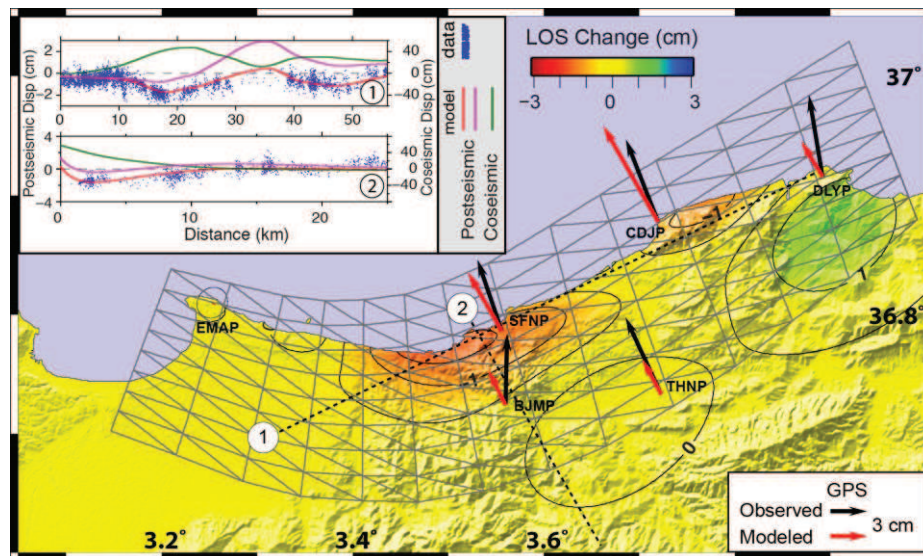 Postseismic Disp (cm)
2
0
−2
0
10
20
30
40
50
40
0
−40
Coseismic Disp (cm)
1
4
0
−4
0
10
20
40
0
−40
2
Distance (km)
data
model
Postseismic
Coseismic
LOS Change (cm)
−3
0
3
37°
DLYP
CDJP
−1
1
36.8°
EMAP
2
SFNP
−1
BJMP
THNP
0
1
3.2°
3.4°
3.6°
GPS
Observed
Modeled
3 cm